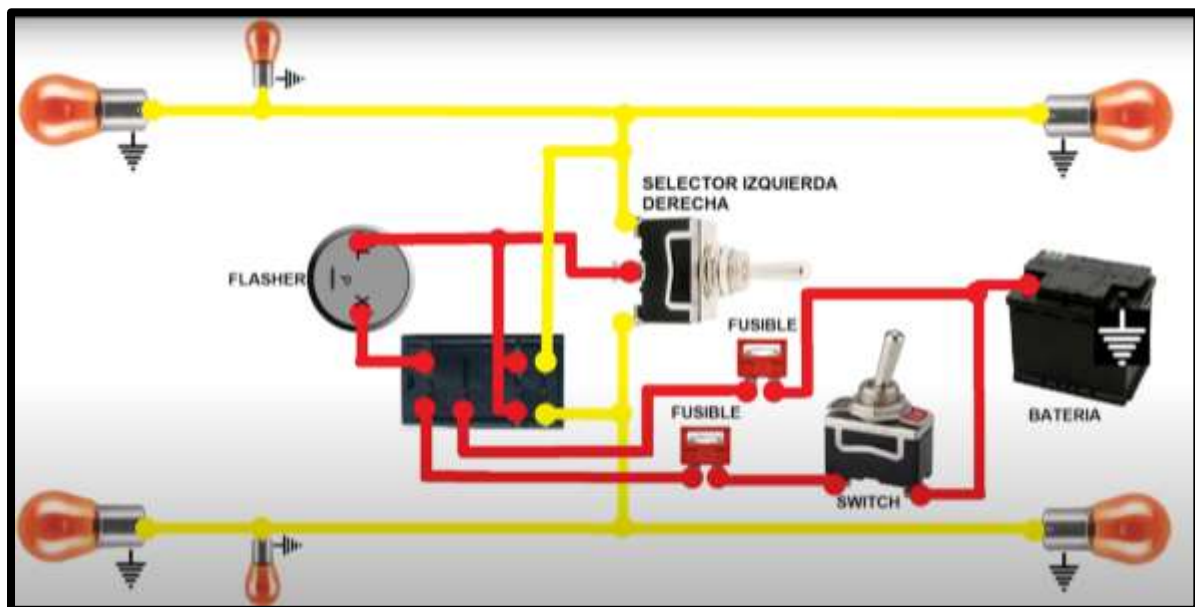 SELECTOR IZQUIERDA
DERECHA
FLASHER
L
P
X
FUSIBLE
FUSIBLE
BATERIA
SWITCH